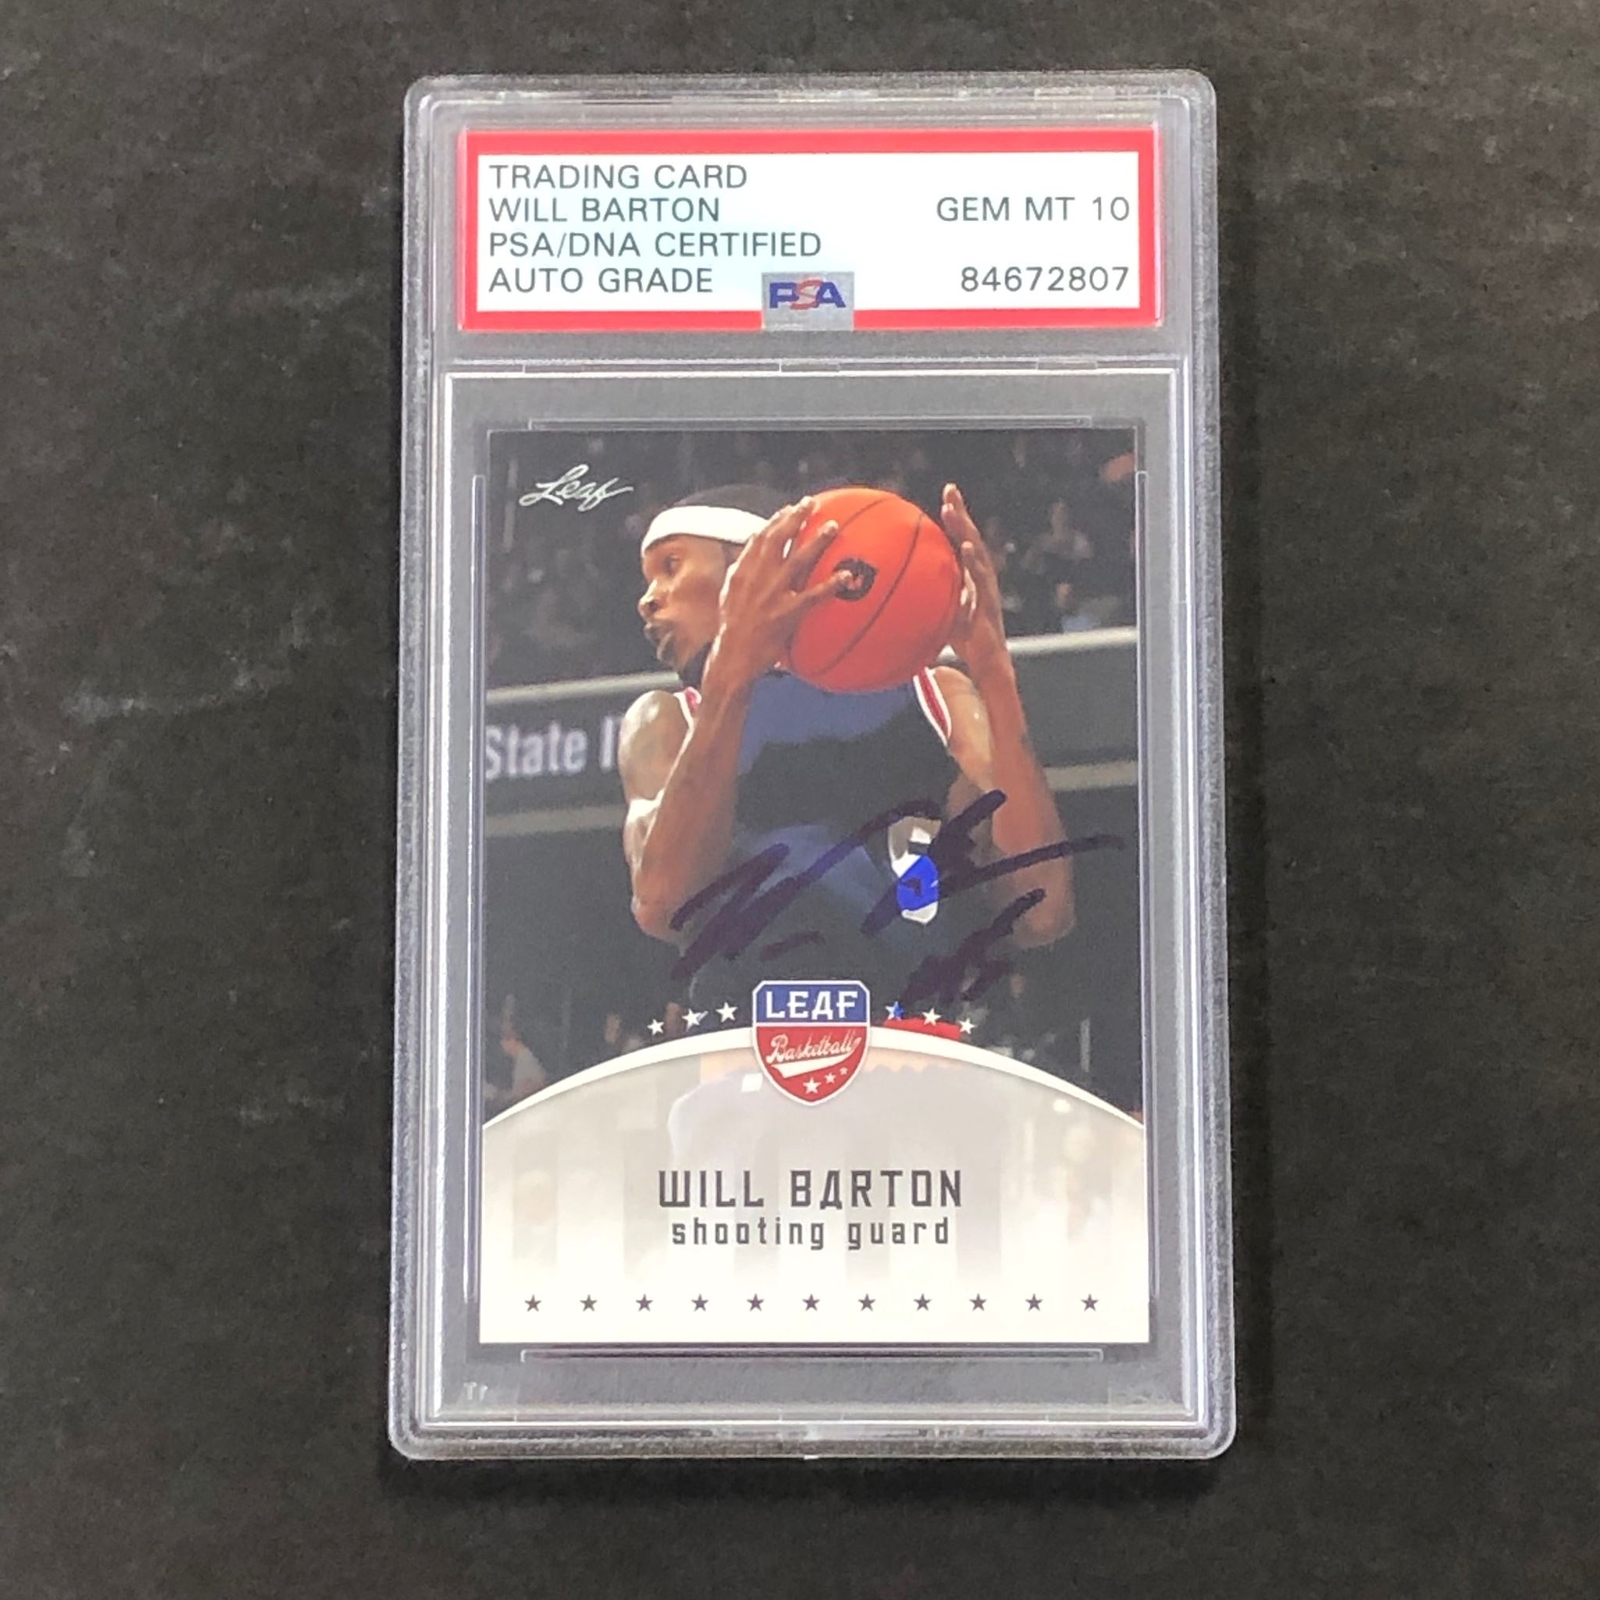 TRADING CARD
WILL BARTON GEM MT 10
PSA/DNA CERTIFIED
AUTO GRADE 84672807
PSA
Leaf
State
LEAF
Basketball
WILL BARTON
shooting guard